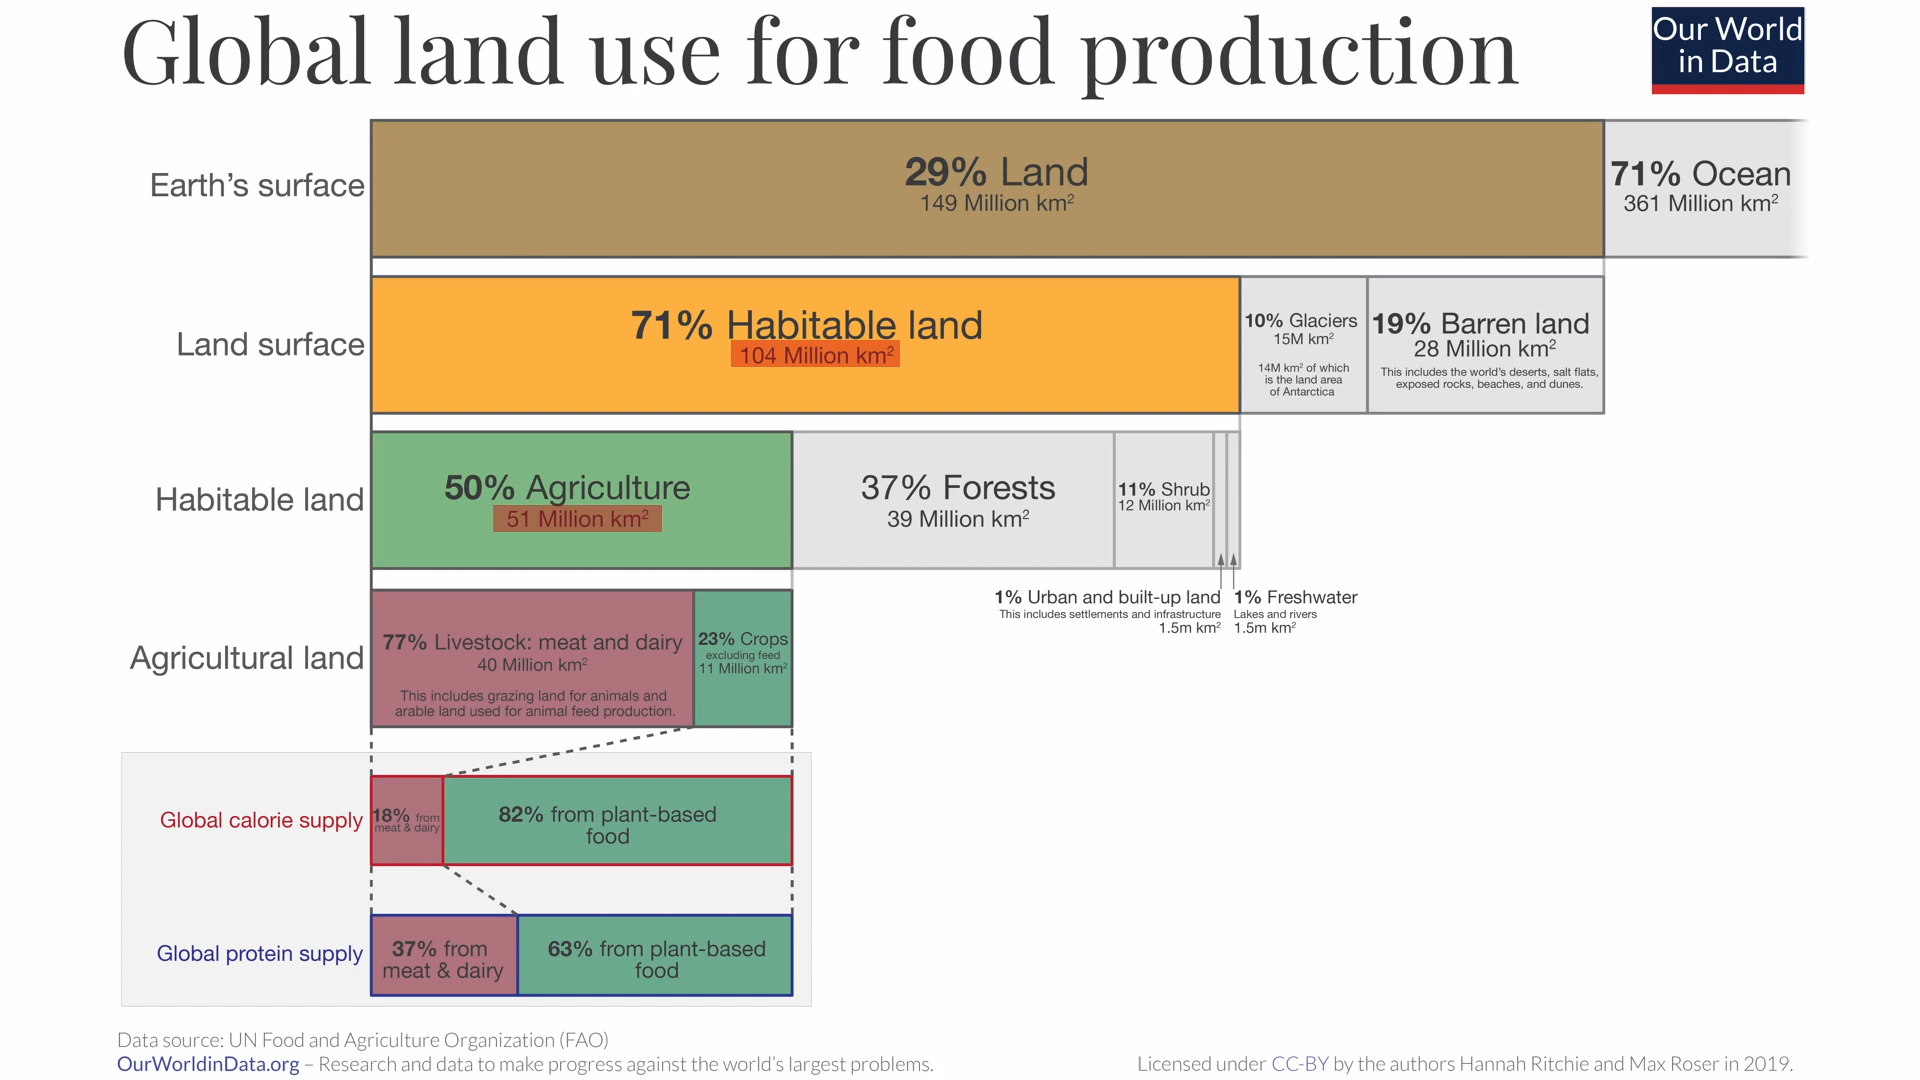 Global land use for food production
Our World
in Data
Earth's surface
29% Land
149 Million km²
71% Ocean
361 Million km²
Land surface
71% Habitable land
104 Million km²
10% Glaciers
15M km²
14M km² of which
is the land area
of Antarctica
19% Barren land
28 Million km²
This includes the world's deserts, salt flats,
exposed rocks, beaches, and dunes.
Habitable land
50% Agriculture
51 Million km²
37% Forests
39 Million km²
11% Shrub
12 Million km²
1% Urban and built-up land
This includes settlements and infrastructure
1.5m km²
1% Freshwater
Lakes and rivers
1.5m km²
Agricultural land
77% Livestock: meat and dairy
40 Million km²
This includes grazing land for animals and
arable land used for animal feed production.
23% Crops
excluding feed
11 Million km²
Global calorie supply
18% from
meat & dairy
82% from plant-based
food
Global protein supply
37% from
meat & dairy
63% from plant-based
food
Data source: UN Food and Agriculture Organization (FAO)
OurWorldinData.org – Research and data to make progress against the world's largest problems.
Licensed under CC-BY by the authors Hannah Ritchie and Max Roser in 2019.